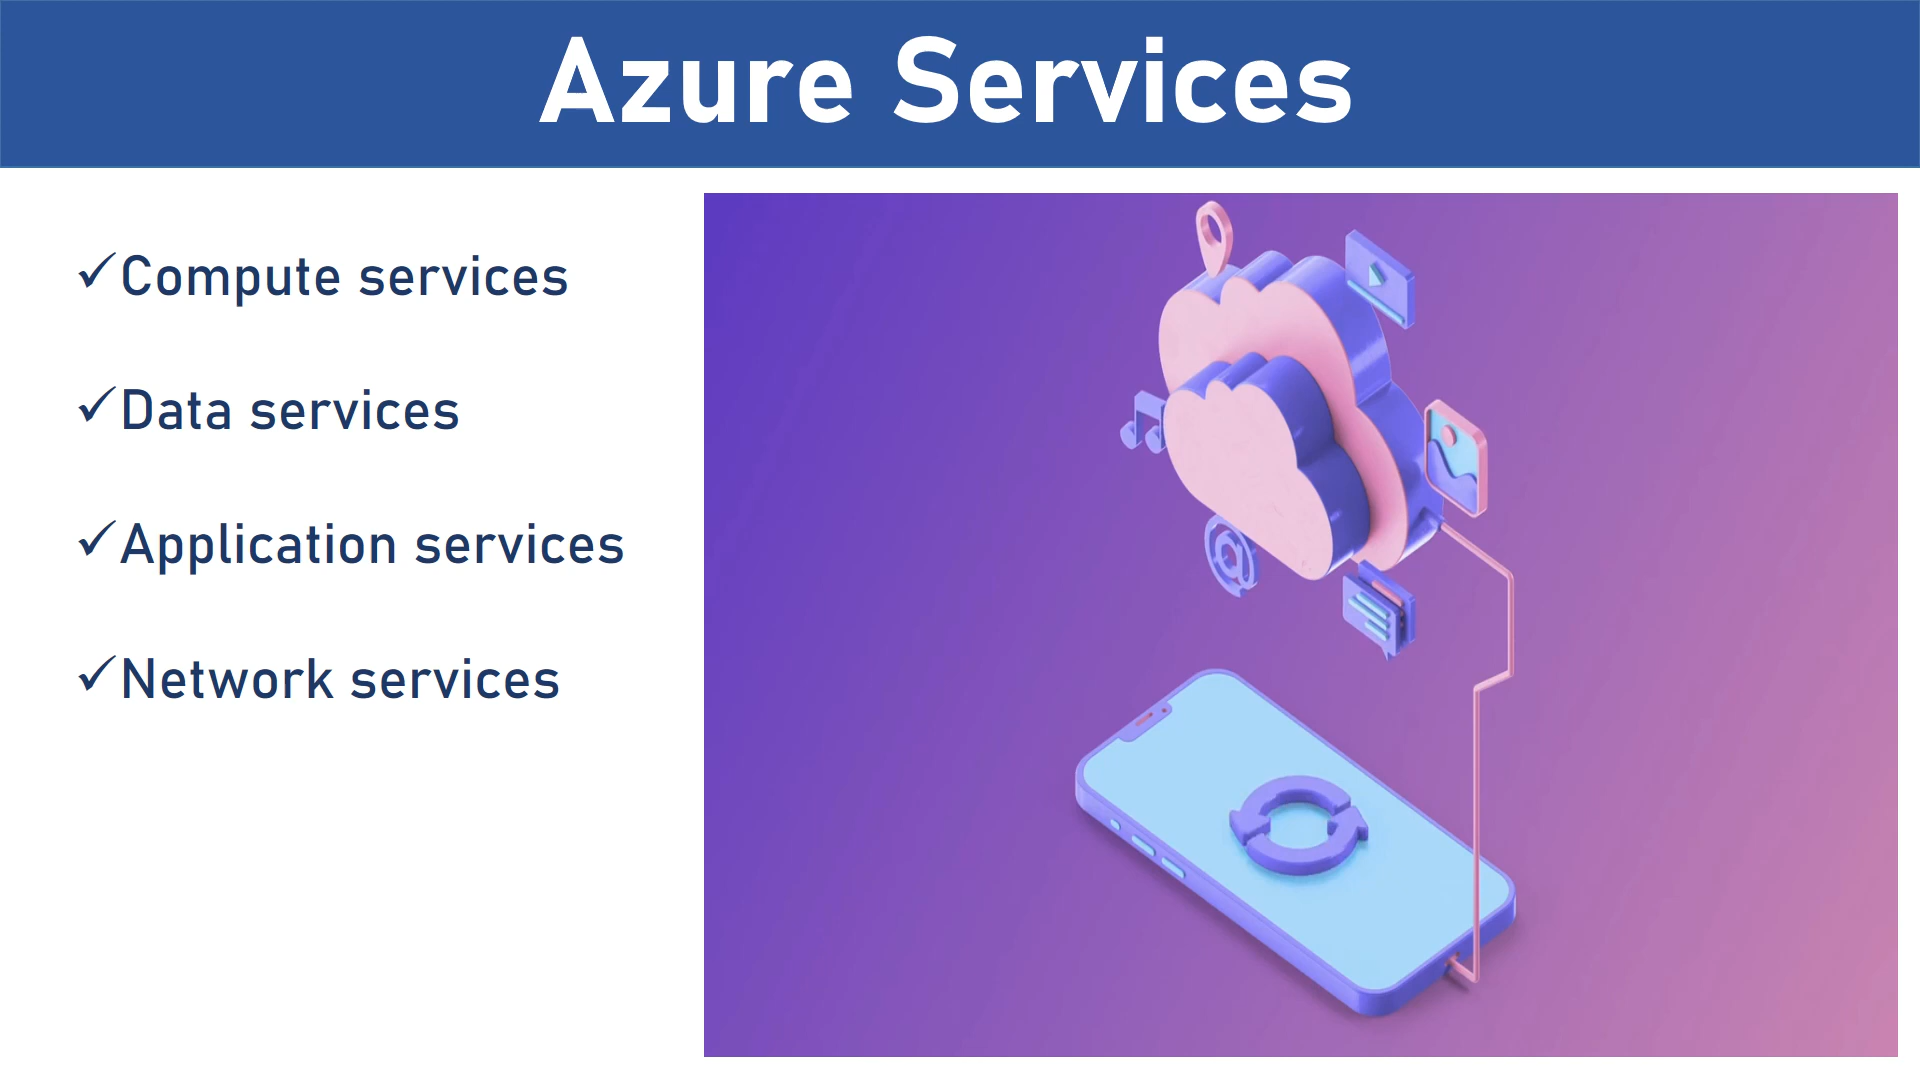 Azure Services
✓Compute services
✓Data services
✓Application services
✓Network services